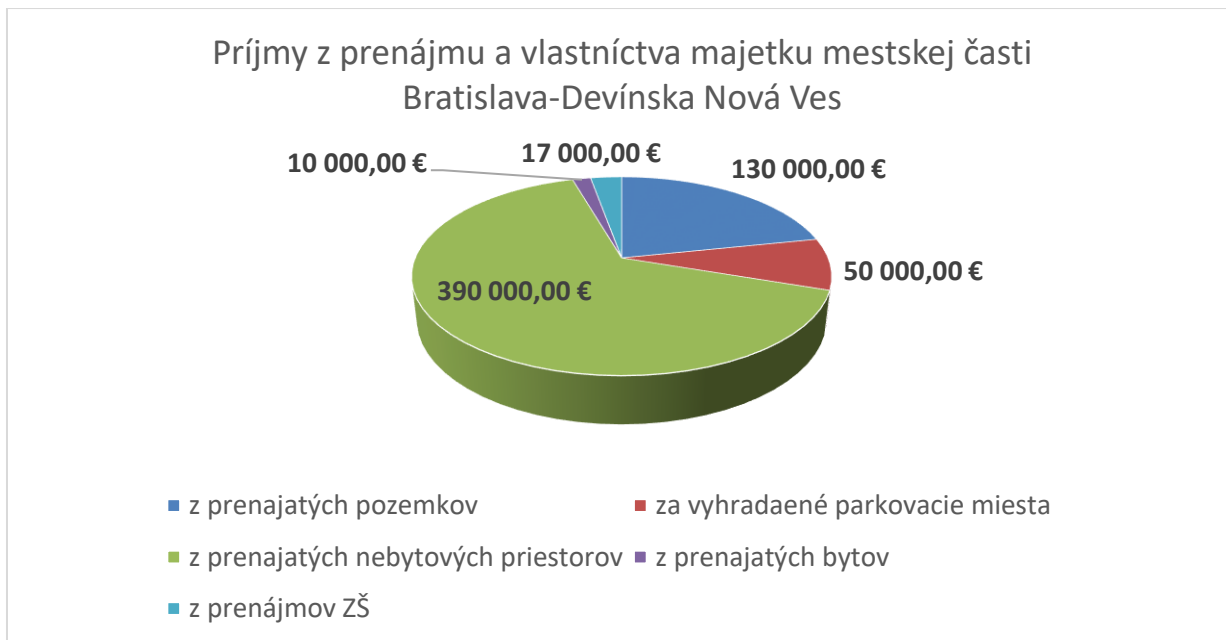 Príjmy z prenájmu a vlastníctva majetku mestskej časti
Bratislava-Devínska Nová Ves
10 000,00 €
17 000,00 €
130 000,00 €
50 000,00 €
390 000,00 €
z prenajatých pozemkov
za vyhradaené parkovacie miesta
z prenajatých nebytových priestorov
z prenajatých bytov
z prenájmov ZŠ